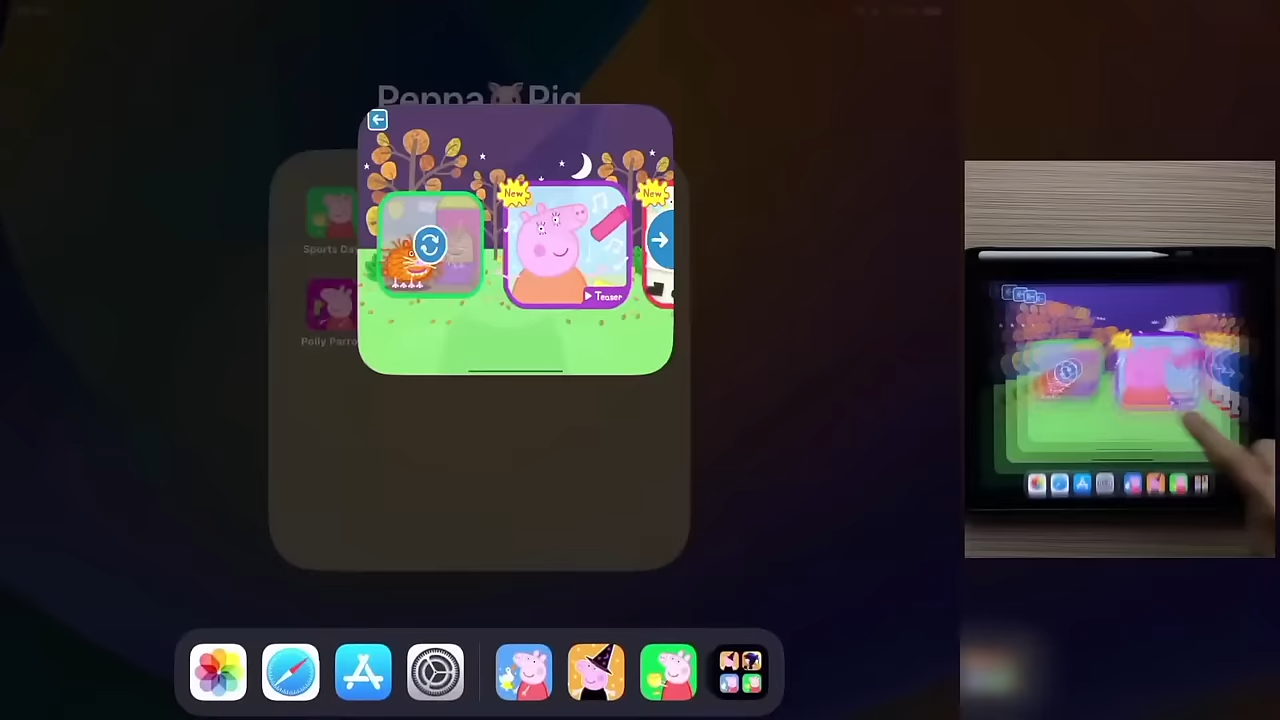 Peppa🐷Pig
New
New
Teaser
Sports Da
Polly Parro